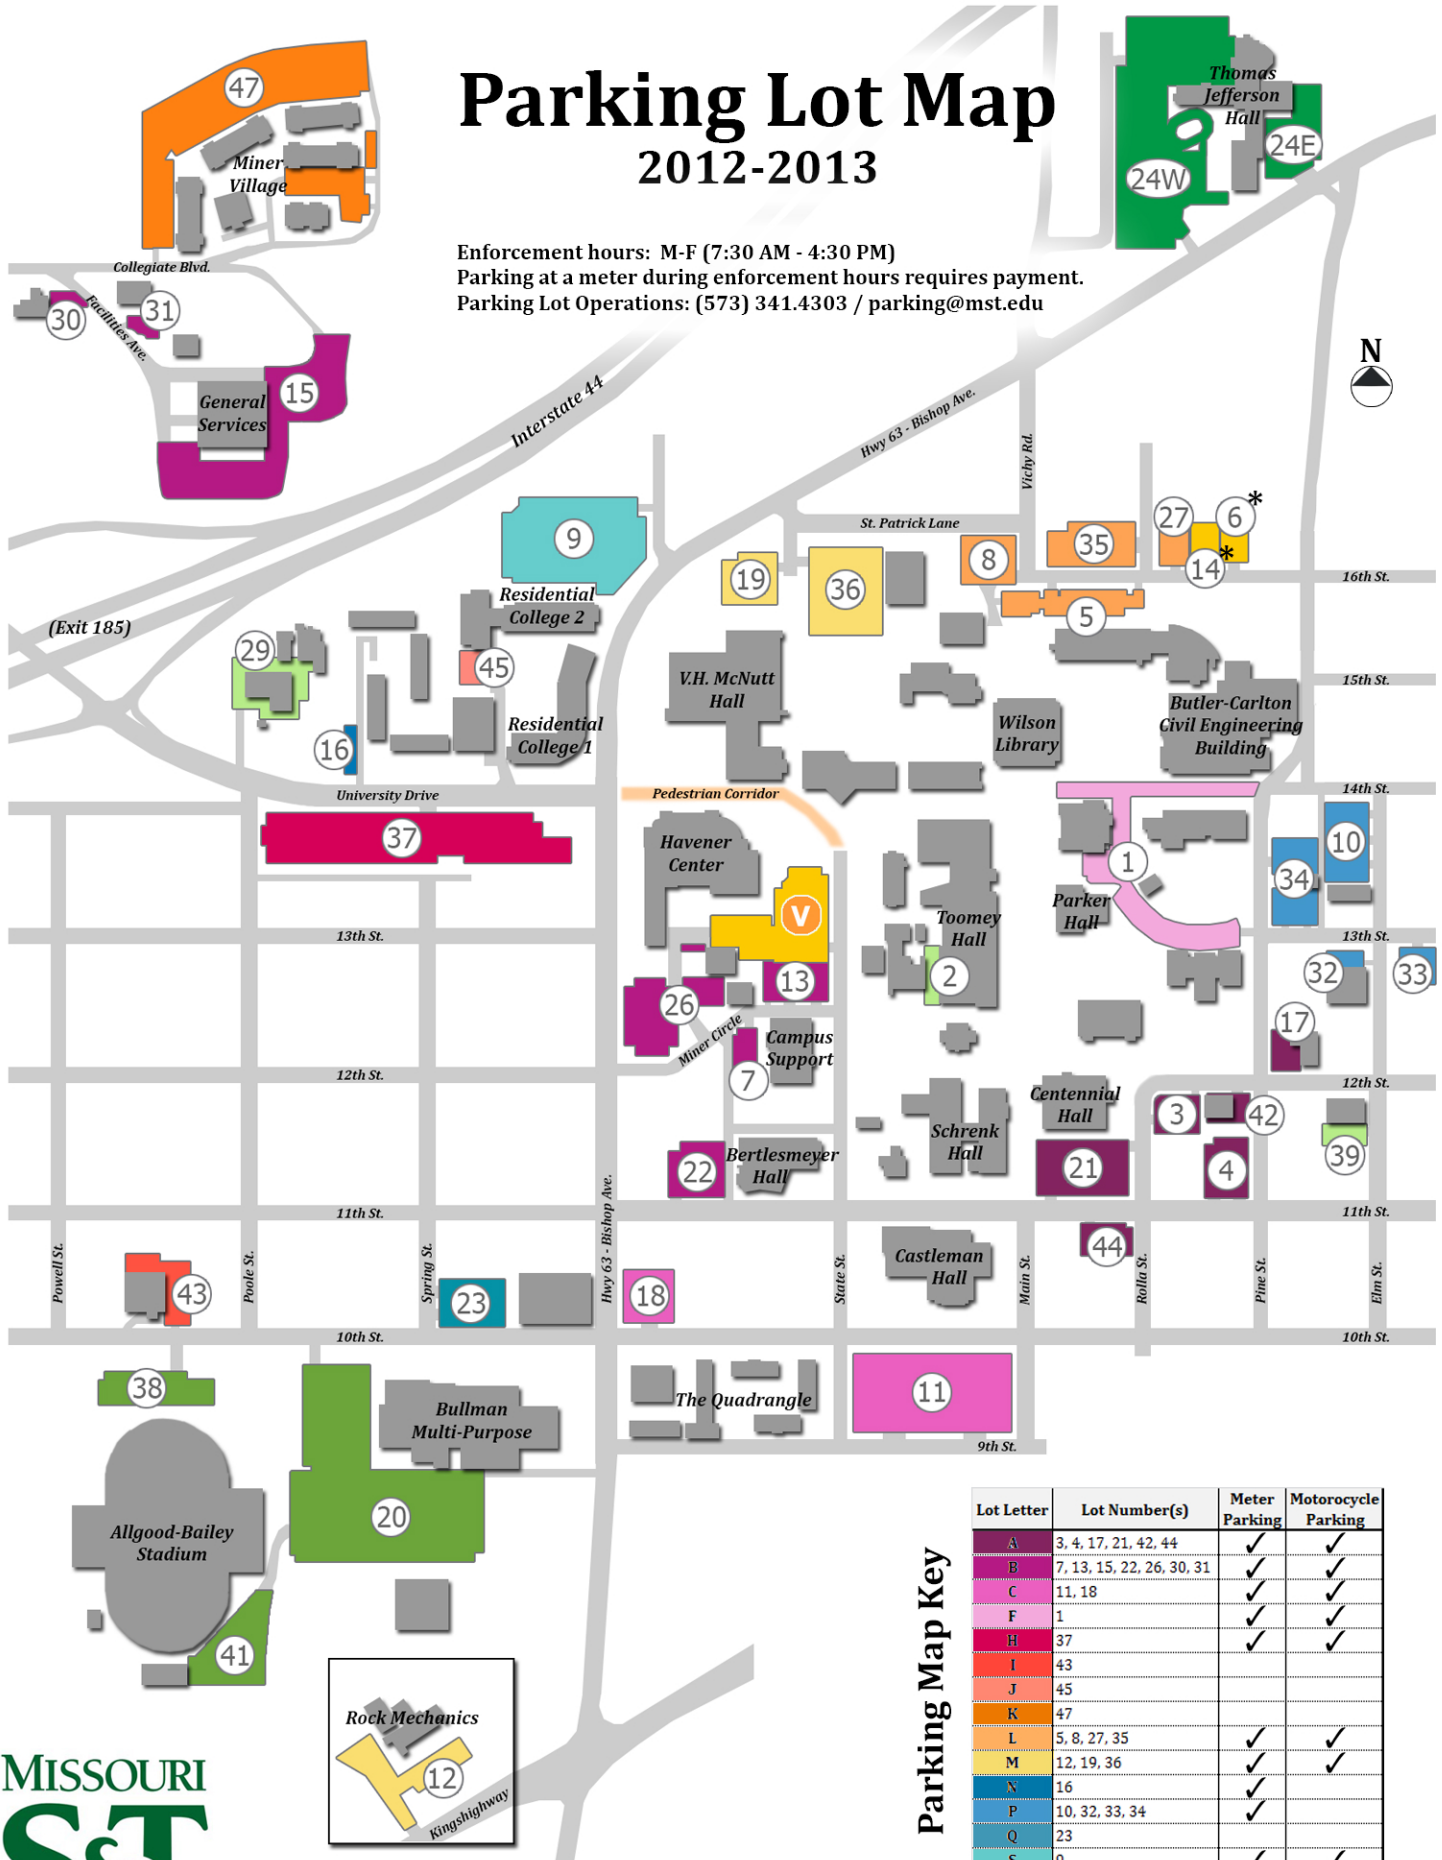 Parking Lot Map
2012-2013
Enforcement hours: M-F (7:30 AM - 4:30 PM)
Parking at a meter during enforcement hours requires payment.
Parking Lot Operations: (573) 341.4303 / parking@mst.edu
47
Miner
Village
Collegiate Blvd.
30
31
Facilities Ave.
General
Services
15
Thomas
Jefferson
Hall
24W
24E
N
Interstate 44
Hwy 63 - Bishop Ave.
Vichy Rd.
St. Patrick Lane
(Exit 185)
9
Residential
College 2
29
45
16
Residential
College 1
University Drive
37
19
36
8
35
27
6*
14*
5
16th St.
V.H. McNutt
Hall
Wilson
Library
Butler-Carlton
Civil Engineering
Building
15th St.
14th St.
Pedestrian Corridor
Havener
Center
V
13
26
Miner Circle
7
Campus
Support
Toomey
Hall
2
1
Parker
Hall
10
34
13th St.
13th St.
32
33
17
12th St.
12th St.
Centennial
Hall
3
42
39
4
21
Schrenk
Hall
22
Bertlesmeyer
Hall
11th St.
11th St.
44
Castleman
Hall
Powell St.
Poole St.
Spring St.
Hwy 63 - Bishop Ave.
State St.
Main St.
Rolla St.
Pine St.
Elm St.
43
23
18
10th St.
10th St.
38
Bullman
Multi-Purpose
The Quadrangle
11
9th St.
20
Allgood-Bailey
Stadium
41
Rock Mechanics
12
Kingshighway
MISSOURI
S&T
Parking Map Key
Lot Letter Lot Number(s) Meter Parking Motorocycle Parking
A 3, 4, 17, 21, 42, 44 ✓ ✓
B 7, 13, 15, 22, 26, 30, 31 ✓ ✓
C 11, 18 ✓ ✓
F 1 ✓ ✓
H 37 ✓ ✓
I 43
J 45
K 47
L 5, 8, 27, 35 ✓ ✓
M 12, 19, 36 ✓ ✓
N 16 ✓
P 10, 32, 33, 34 ✓
Q 23
S 9 ✓ ✓